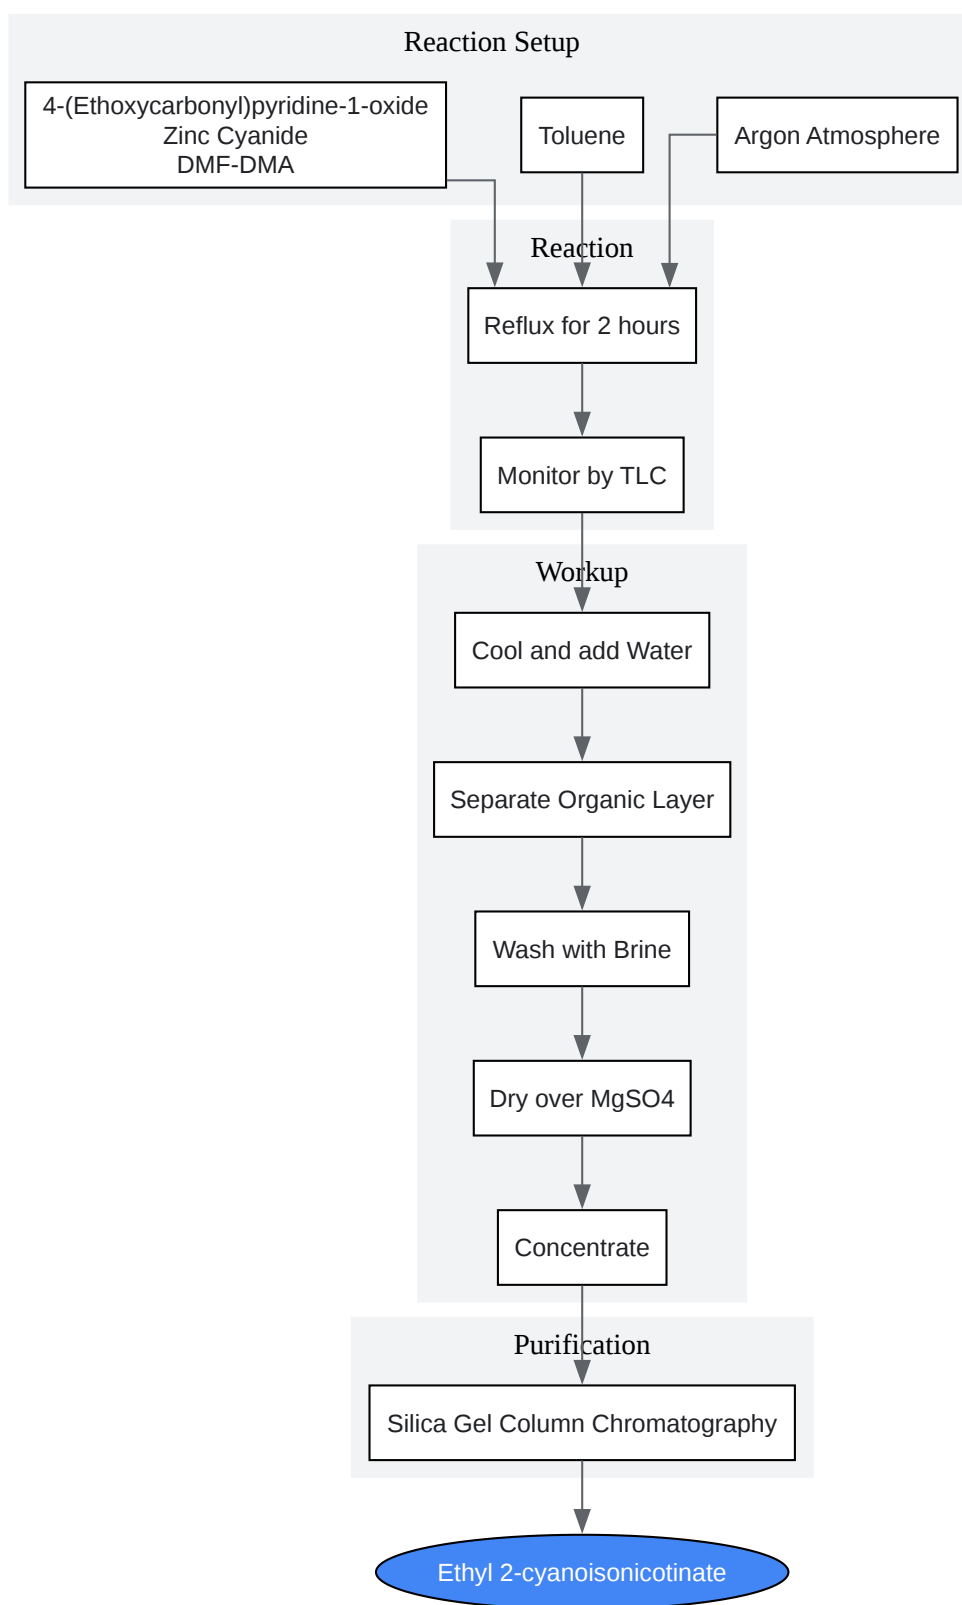 Reaction Setup
4-(Ethoxycarbonyl)pyridine-1-oxide
Zinc Cyanide
DMF-DMA
Toluene
Argon Atmosphere
Reaction
Reflux for 2 hours
Monitor by TLC
Workup
Cool and add Water
Separate Organic Layer
Wash with Brine
Dry over MgSO4
Concentrate
Purification
Silica Gel Column Chromatography
Ethyl 2-cyanoisonicotinate